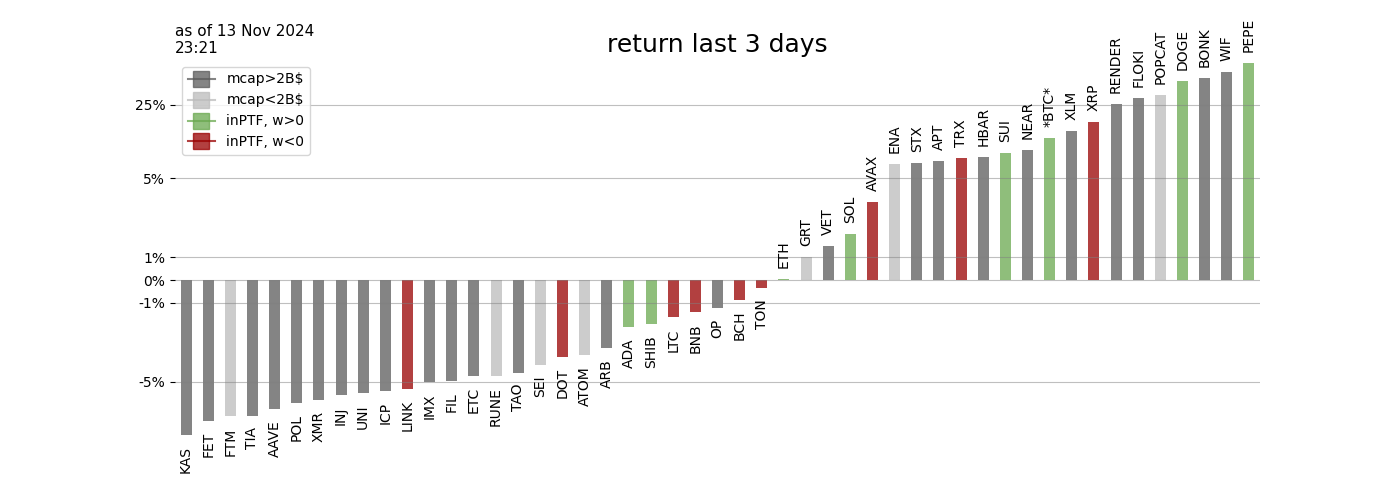 as of 13 Nov 2024
23:21
return last 3 days
mcap>2B$
mcap<2B$
inPTF, w>0
inPTF, w<0
25%
5%
1%
0%
-1%
-5%
KAS
FET
FTM
TIA
AAVE
POL
XMR
INJ
UNI
ICP
LINK
IMX
FIL
ETC
RUNE
TAO
SEI
DOT
ATOM
ARB
ADA
SHIB
LTC
BNB
OP
BCH
TON
ETH
GRT
VET
SOL
AVAX
ENA
STX
APT
TRX
HBAR
SUI
NEAR
*BTC*
XLM
XRP
RENDER
FLOKI
POPCAT
DOGE
BONK
WIF
PEPE